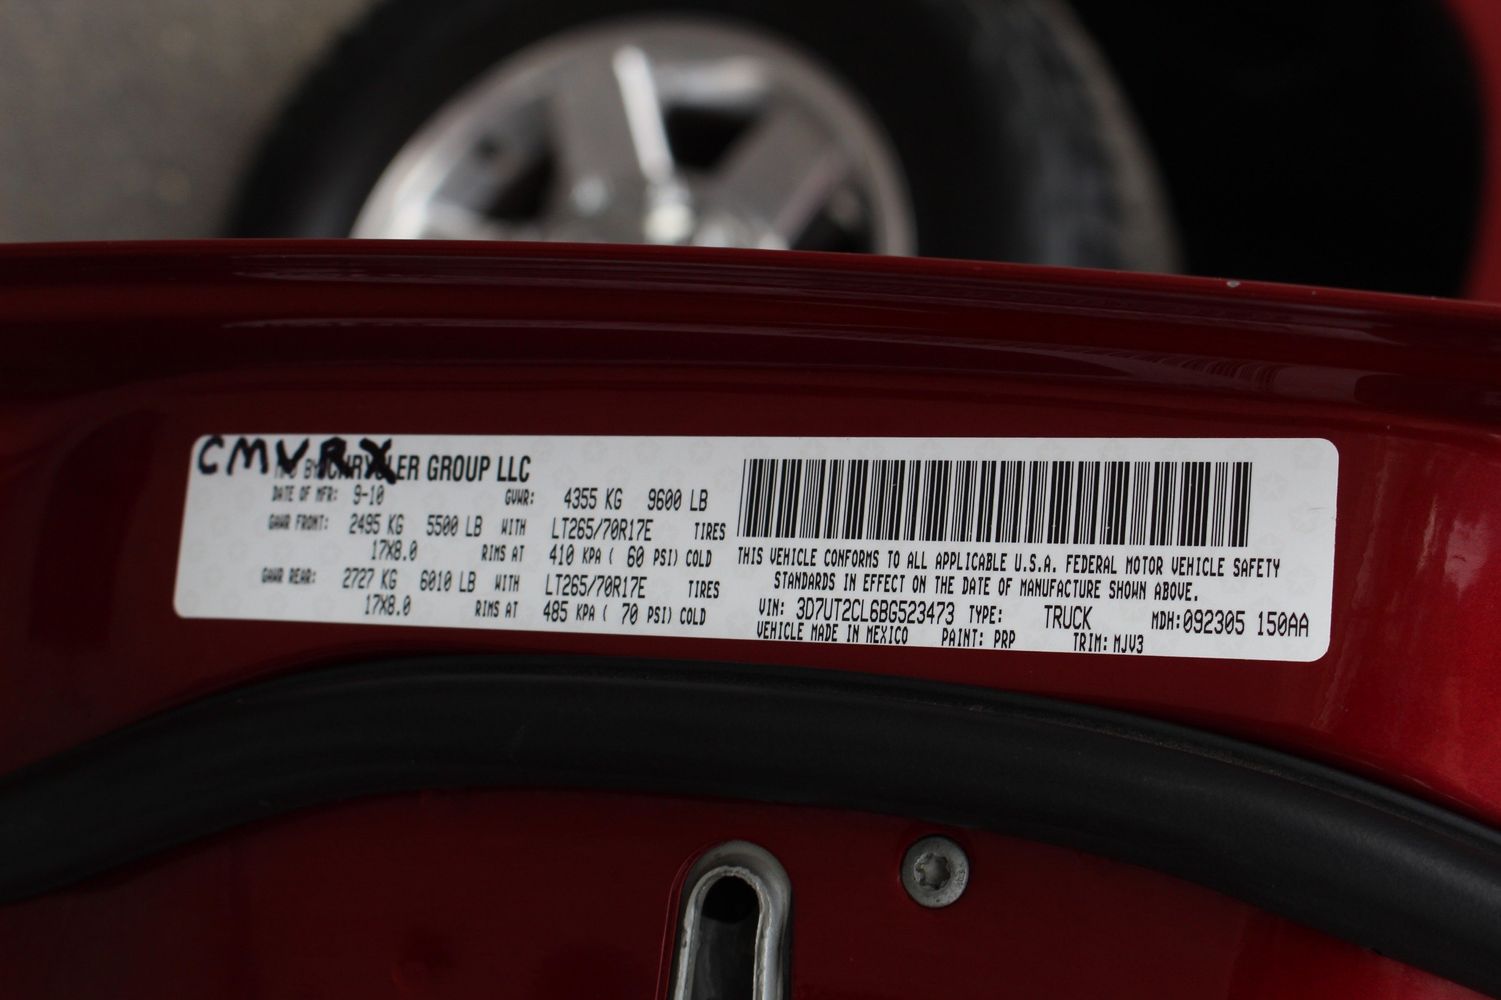 CMVRX
MFD BY CHRYSLER GROUP LLC
DATE OF MFR: 9-10 GVWR: 4355 KG 9600 LB
GAWR FRONT: 2495 KG 5500 LB WITH LT265/70R17E TIRES
17X8.0 RIMS AT 410 KPA ( 60 PSI) COLD
GAWR REAR: 2727 KG 6010 LB WITH LT265/70R17E TIRES
17X8.0 RIMS AT 485 KPA ( 70 PSI) COLD
THIS VEHICLE CONFORMS TO ALL APPLICABLE U.S.A. FEDERAL MOTOR VEHICLE SAFETY
STANDARDS IN EFFECT ON THE DATE OF MANUFACTURE SHOWN ABOVE.
VIN: 3D7UT2CL6BG523473 TYPE: TRUCK MDH:092305 150AA
VEHICLE MADE IN MEXICO PAINT: PRP TRIM: MJV3